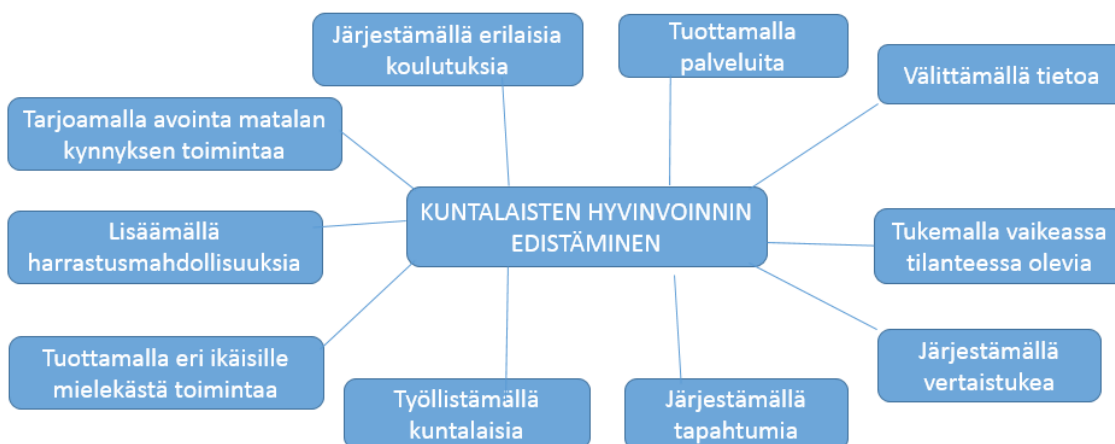 Järjestämällä erilaisia
koulutuksia
Tuottamalla
palveluita
Välittämällä tietoa
Tarjoamalla avointa matalan
kynnyksen toimintaa
KUNTALAISTEN HYVINVOINNIN
EDISTÄMINEN
Lisäämällä
harrastusmahdollisuuksia
Tukemalla vaikeassa
tilanteessa olevia
Tuottamalla eri ikäisille
mielekästä toimintaa
Työllistämällä
kuntalaisia
Järjestämällä
tapahtumia
Järjestämällä
vertaistukea